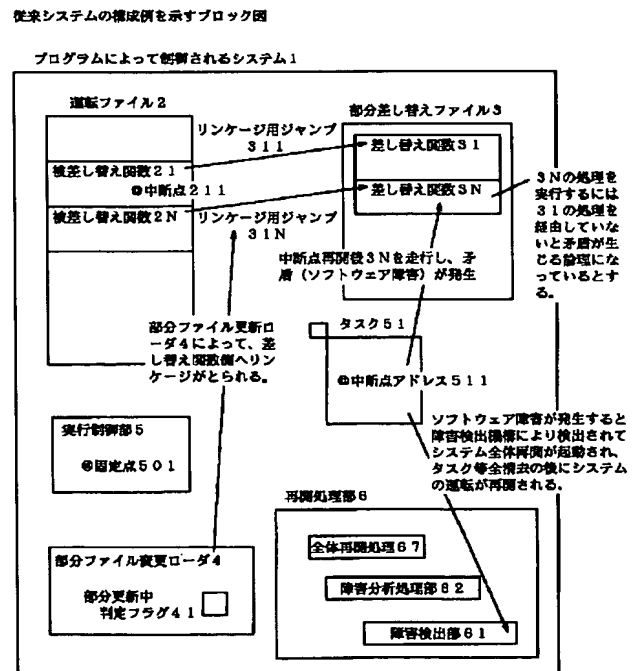 従来システムの構成例を示すブロック図
プログラムによって制御されるシステム1
運転ファイル2
リンケージ用ジャンプ
311
被差し替え関数21
@中断点211
被差し替え関数2N
リンケージ用ジャンプ
31N
部分差し替えファイル3
差し替え関数31
差し替え関数3N
3Nの処理を
実行するには
31の処理を
経由していな
いと矛盾が生
じる論理にな
っているとす
る。
中断点再開後3Nを走行し、矛
盾(ソフトウェア障害)が発生
部分ファイル更新ロ
ーダ4によって、差
し替え関数側へリン
ケージがとられる。
タスク51
@中断点アドレス511
ソフトウェア障害が発生すると
障害検出機構により検出されて
システム全体再開が起動され、
タスク等全消去の後にシステム
の運転が再開される。
実行制御部5
@固定点501
再開処理部6
全体再開処理67
障害分析処理部62
障害検出部61
部分ファイル変更ローダ4
部分更新中
判定フラグ41